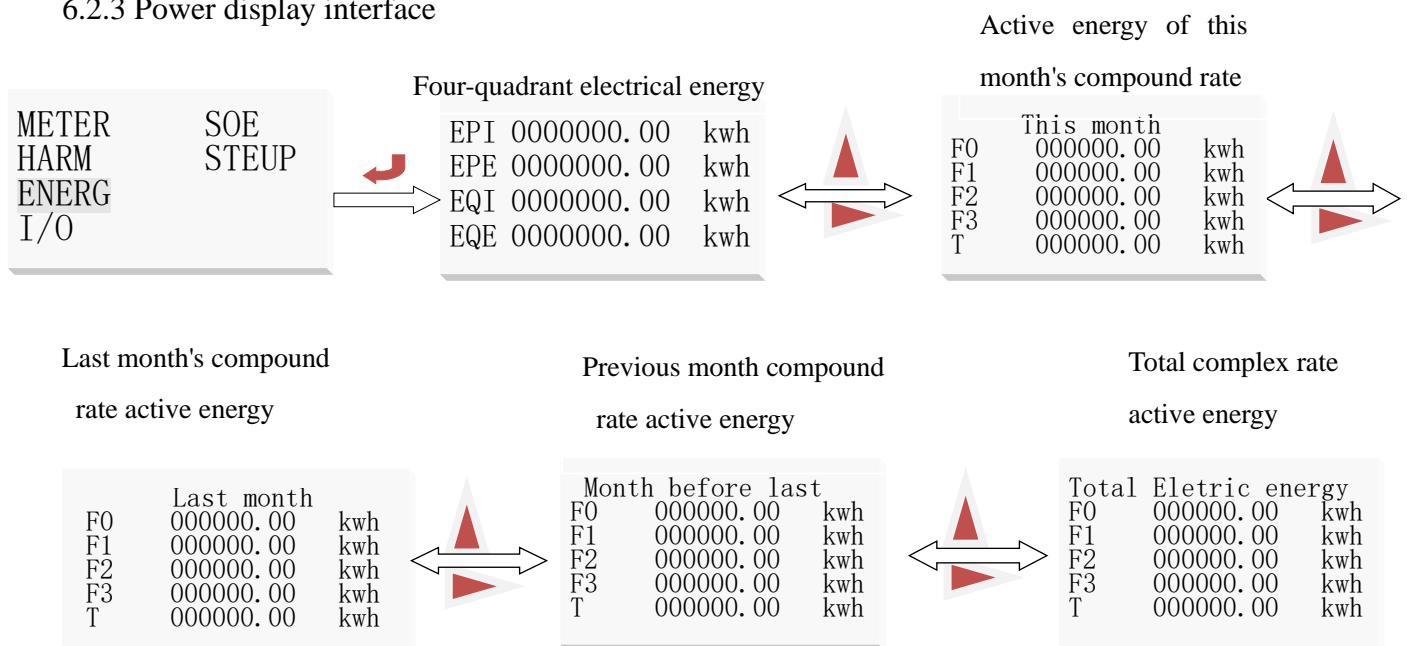 6.2.3 Power display interface
Active energy of this
month's compound rate
Four-quadrant electrical energy
METER SOE
HARM STEUP
ENERG
I/O
EPI 0000000.00 kwh
EPE 0000000.00 kwh
EQI 0000000.00 kwh
EQE 0000000.00 kwh
This month
F0 000000.00 kwh
F1 000000.00 kwh
F2 000000.00 kwh
F3 000000.00 kwh
T 000000.00 kwh
Last month's compound
rate active energy
Previous month compound
rate active energy
Total complex rate
active energy
Last month
F0 000000.00 kwh
F1 000000.00 kwh
F2 000000.00 kwh
F3 000000.00 kwh
T 000000.00 kwh
Month before last
F0 000000.00 kwh
F1 000000.00 kwh
F2 000000.00 kwh
F3 000000.00 kwh
T 000000.00 kwh
Total Eletric energy
F0 000000.00 kwh
F1 000000.00 kwh
F2 000000.00 kwh
F3 000000.00 kwh
T 000000.00 kwh